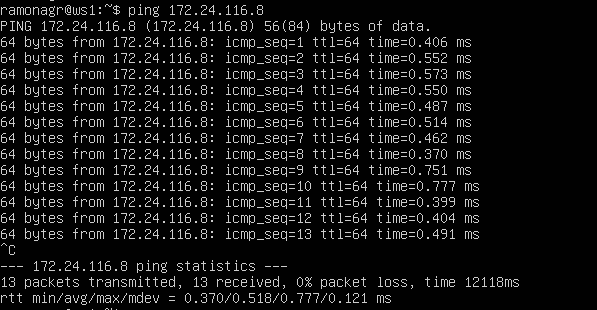 ramonagr@ws1:~$ ping 172.24.116.8
PING 172.24.116.8 (172.24.116.8) 56(84) bytes of data.
64 bytes from 172.24.116.8: icmp_seq=1 ttl=64 time=0.406 ms
64 bytes from 172.24.116.8: icmp_seq=2 ttl=64 time=0.552 ms
64 bytes from 172.24.116.8: icmp_seq=3 ttl=64 time=0.573 ms
64 bytes from 172.24.116.8: icmp_seq=4 ttl=64 time=0.550 ms
64 bytes from 172.24.116.8: icmp_seq=5 ttl=64 time=0.487 ms
64 bytes from 172.24.116.8: icmp_seq=6 ttl=64 time=0.514 ms
64 bytes from 172.24.116.8: icmp_seq=7 ttl=64 time=0.462 ms
64 bytes from 172.24.116.8: icmp_seq=8 ttl=64 time=0.370 ms
64 bytes from 172.24.116.8: icmp_seq=9 ttl=64 time=0.751 ms
64 bytes from 172.24.116.8: icmp_seq=10 ttl=64 time=0.777 ms
64 bytes from 172.24.116.8: icmp_seq=11 ttl=64 time=0.399 ms
64 bytes from 172.24.116.8: icmp_seq=12 ttl=64 time=0.404 ms
64 bytes from 172.24.116.8: icmp_seq=13 ttl=64 time=0.491 ms
^C
--- 172.24.116.8 ping statistics ---
13 packets transmitted, 13 received, 0% packet loss, time 12118ms
rtt min/avg/max/mdev = 0.370/0.518/0.777/0.121 ms